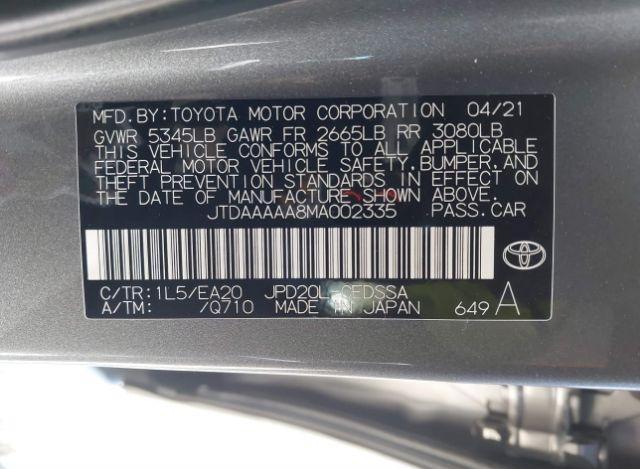 MFD.BY:TOYOTA MOTOR CORPORATION 04/21
GVWR 5345LB GAWR FR 2665LB RR 3080LB
THIS VEHICLE CONFORMS TO ALL APPLICABLE
FEDERAL MOTOR VEHICLE SAFETY,BUMPER,AND
THEFT PREVENTION STANDARDS IN EFFECT ON
THE DATE OF MANUFACTURE SHOWN ABOVE.
JTDAAAAA8MA002335 PASS.CAR
C/TR:1L5/EA20 JPD20L-CFDSSA
A/TM: /Q710 MADE IN JAPAN 649 A